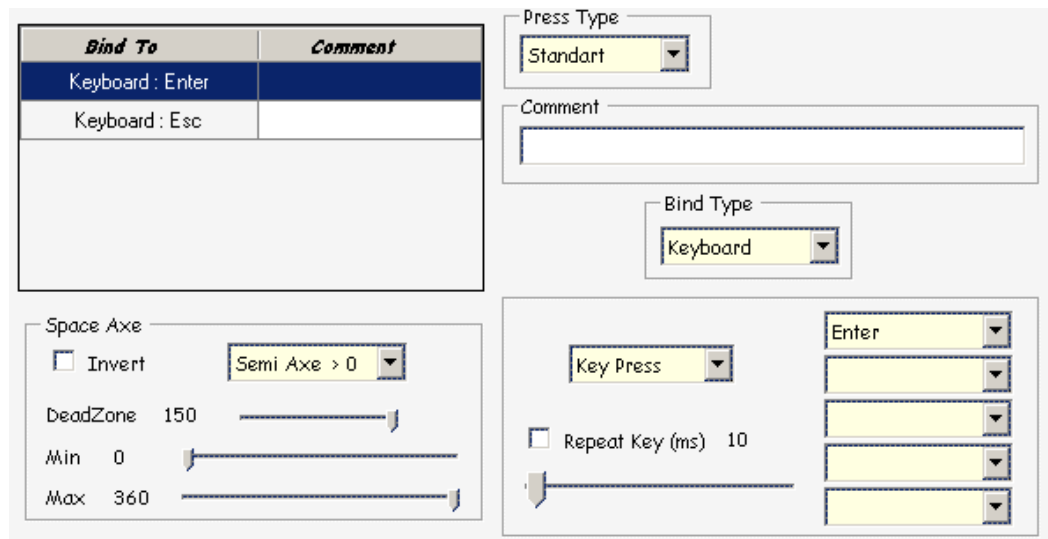 Bind To Comment
Keyboard : Enter
Keyboard : Esc
Press Type
Standart
Comment
Bind Type
Keyboard
Space Axe
Invert Semi Axe > 0
DeadZone 150
Min 0
Max 360
Key Press
Repeat Key (ms) 10
Enter